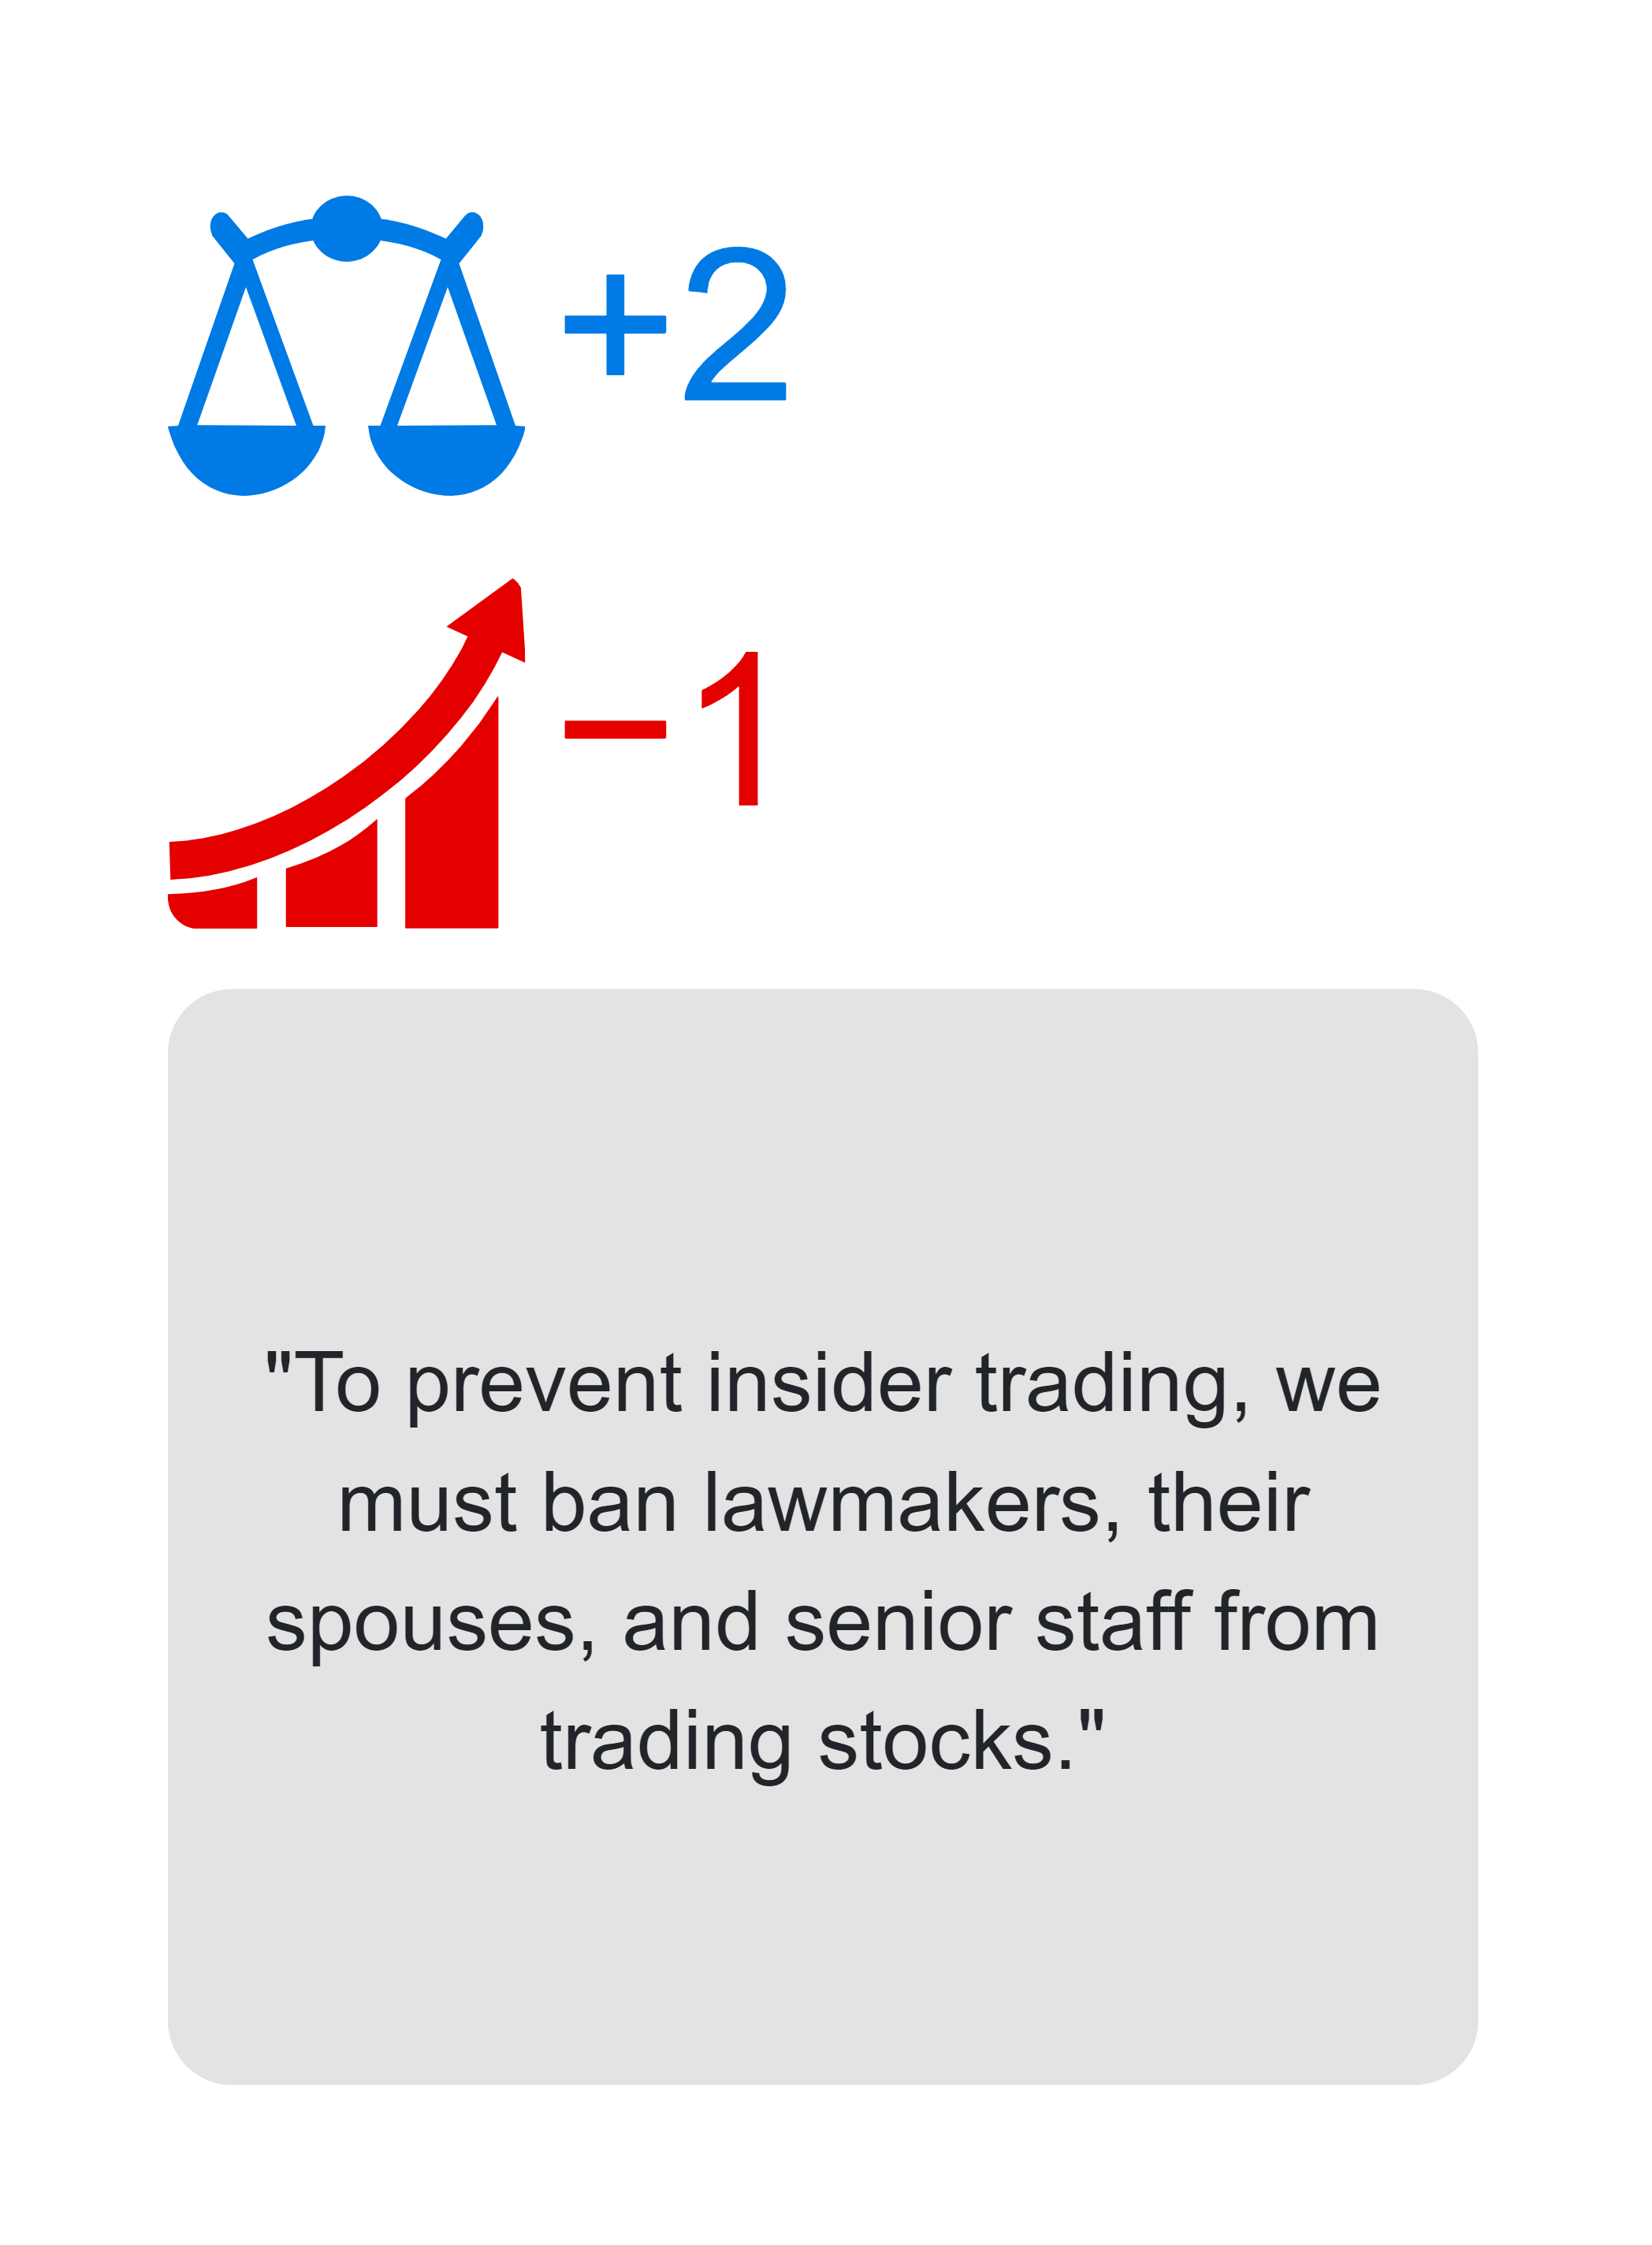 +2
−1
"To prevent insider trading, we
must ban lawmakers, their
spouses, and senior staff from
trading stocks."